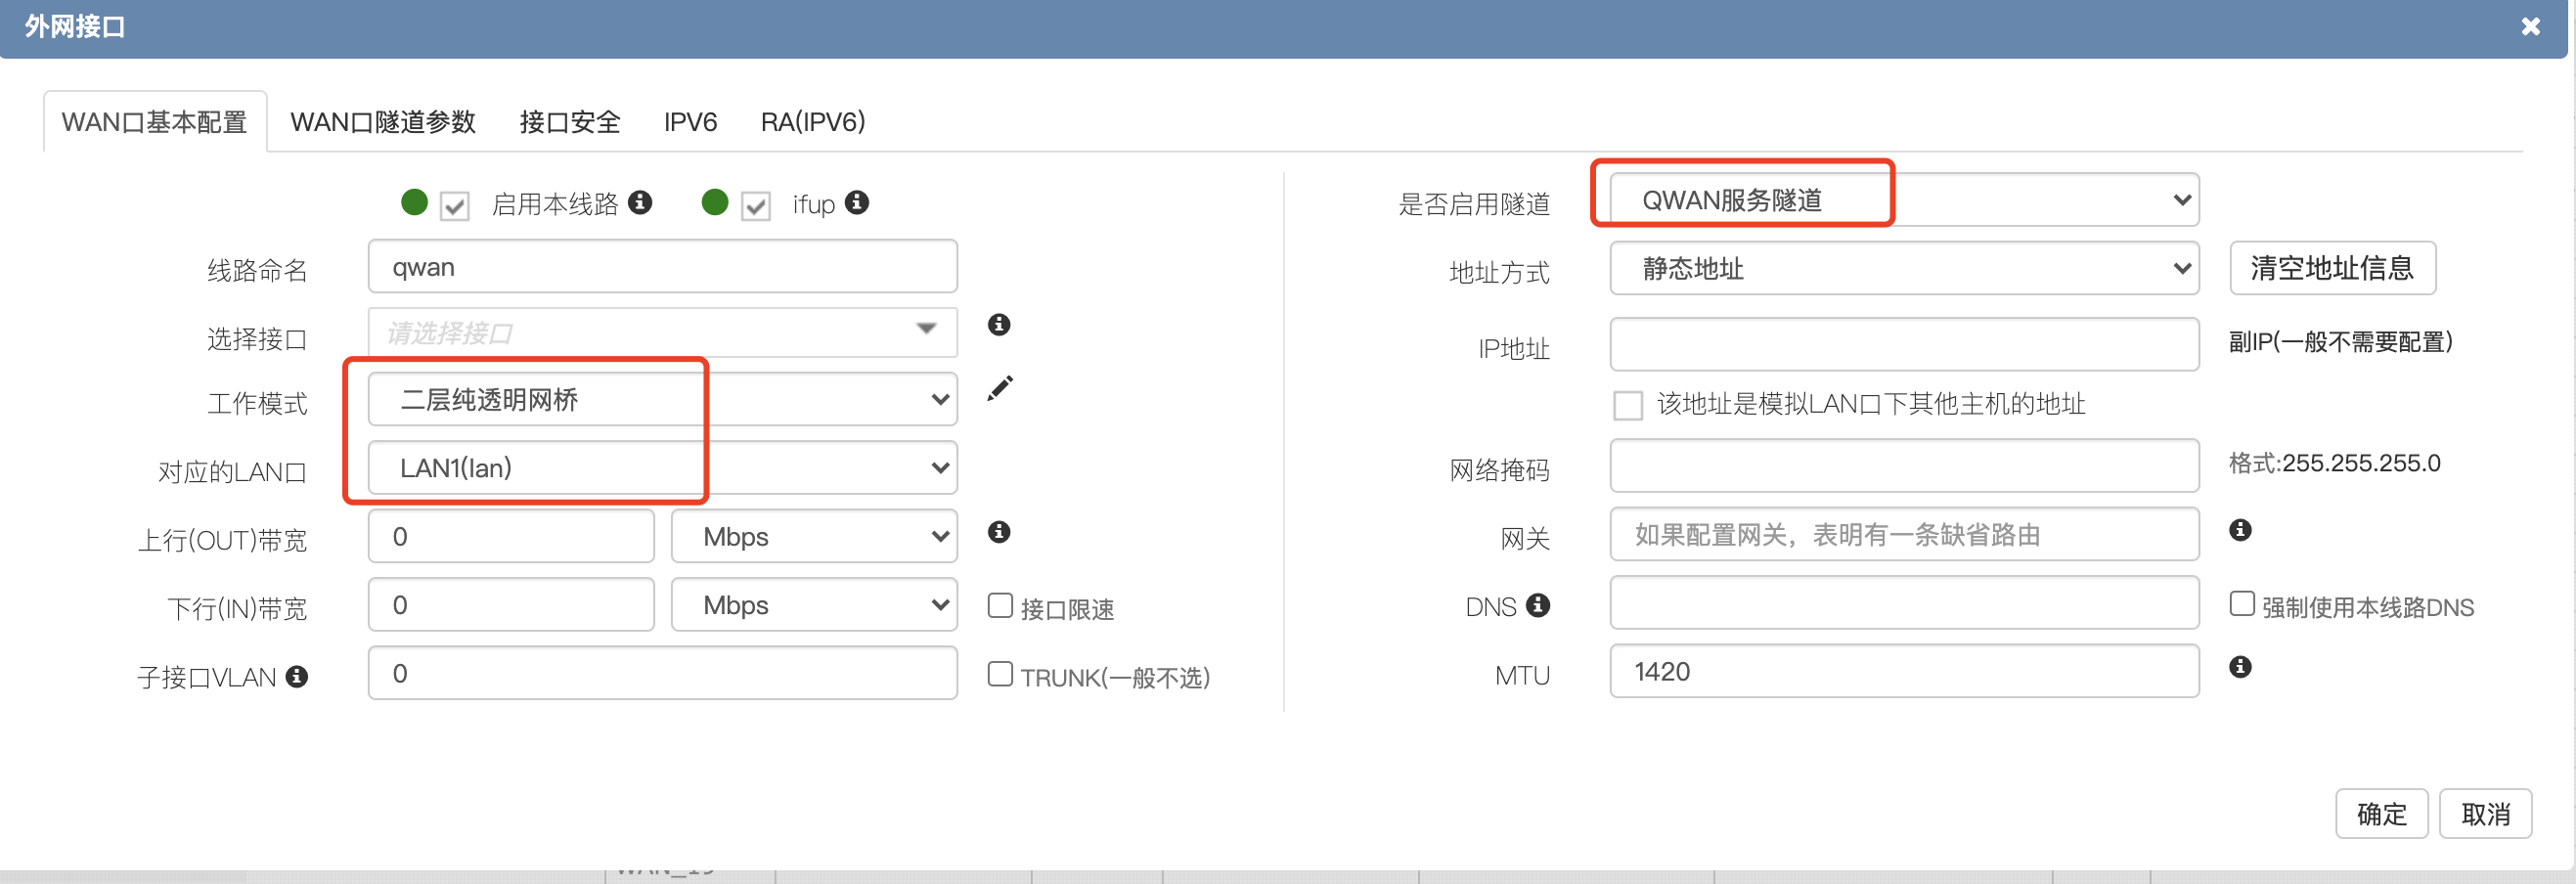 外网接口
WAN口基本配置 WAN口隧道参数 接口安全 IPV6 RA(IPV6)
启用本线路 ifup
线路命名 qwan
选择接口 请选择接口
工作模式 二层纯透明网桥
对应的LAN口 LAN1(lan)
上行(OUT)带宽 0 Mbps
下行(IN)带宽 0 Mbps 接口限速
子接口VLAN 0 TRUNK(一般不选)
是否启用隧道 QWAN服务隧道
地址方式 静态地址 清空地址信息
IP地址 副IP(一般不需要配置)
该地址是模拟LAN口下其他主机的地址
网络掩码 格式:255.255.255.0
网关 如果配置网关，表明有一条缺省路由
DNS 强制使用本线路DNS
MTU 1420
确定 取消